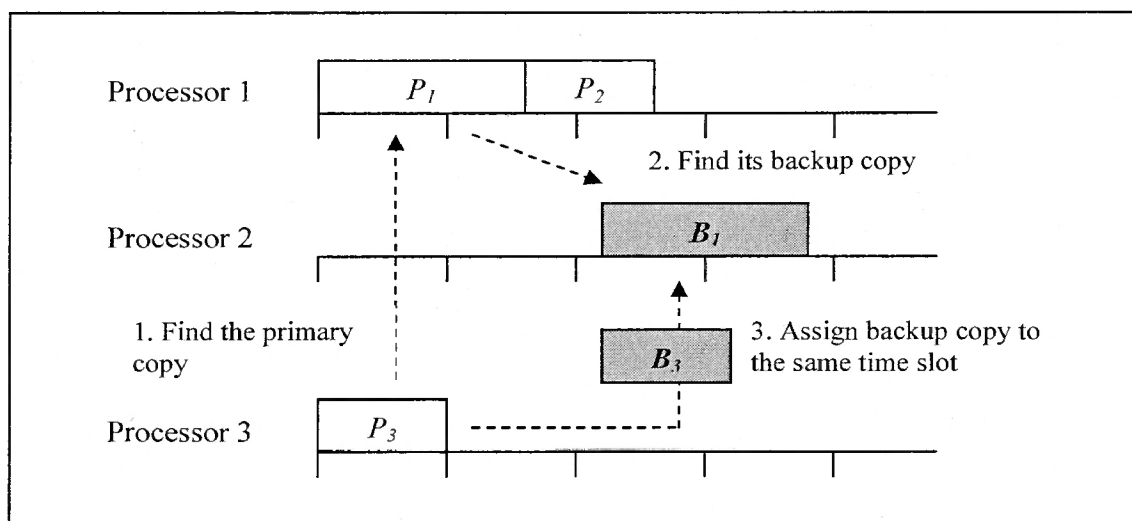 Processor 1
P1
P2
2. Find its backup copy
Processor 2
B1
1. Find the primary
copy
3. Assign backup copy to
the same time slot
B3
Processor 3
P3